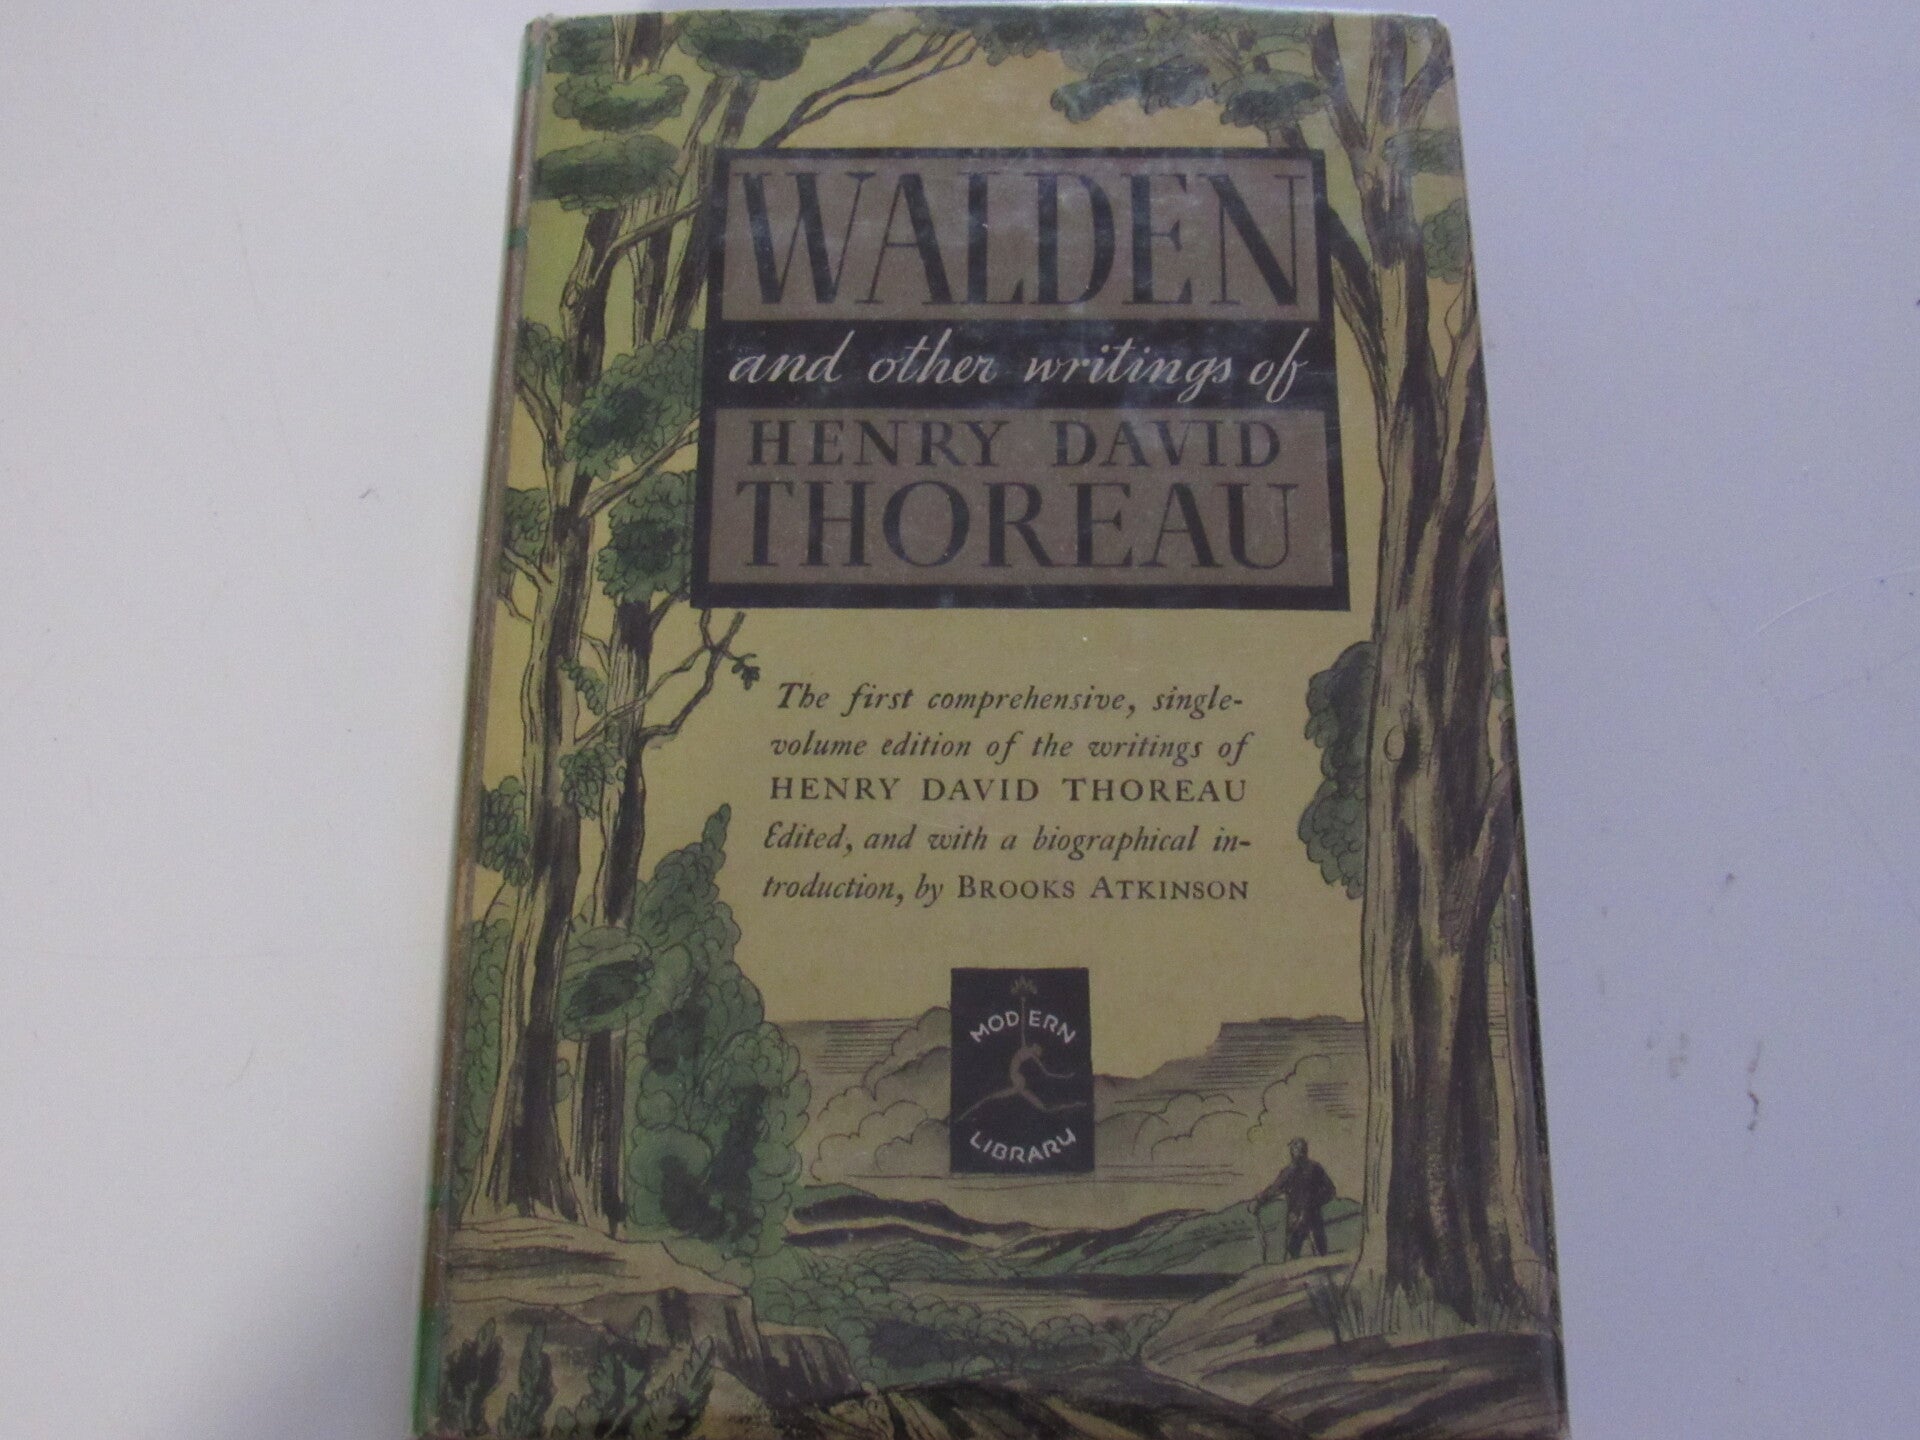 WALDEN
and other writings of
HENRY DAVID
THOREAU
The first comprehensive, single-
volume edition of the writings of
HENRY DAVID THOREAU
Edited, and with a biographical in-
troduction, by BROOKS ATKINSON
MODERN
LIBRARY